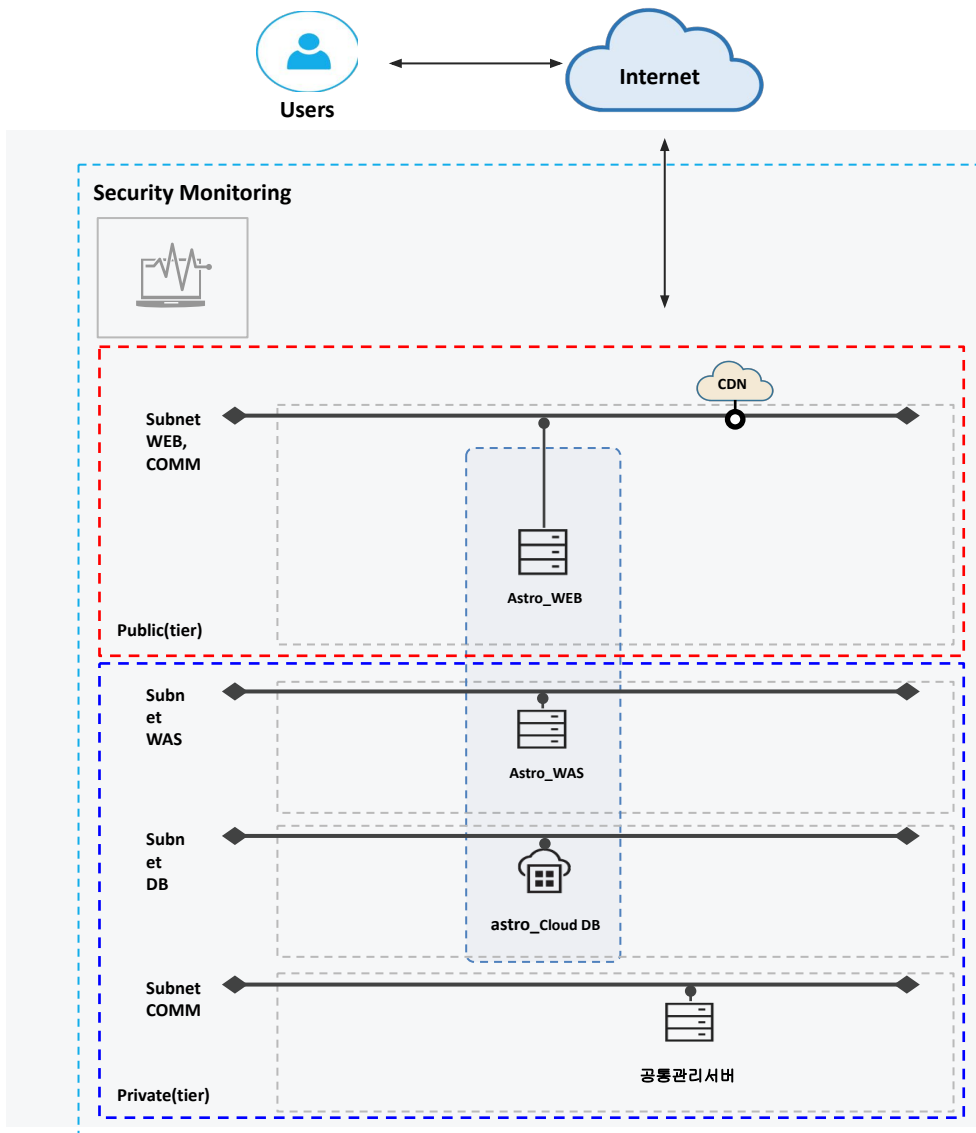 Users
Internet
Security Monitoring
CDN
Subnet
WEB,
COMM
Astro_WEB
Public(tier)
Subn
et
WAS
Astro_WAS
Subn
et
DB
astro_Cloud DB
Subnet
COMM
공통관리서버
Private(tier)